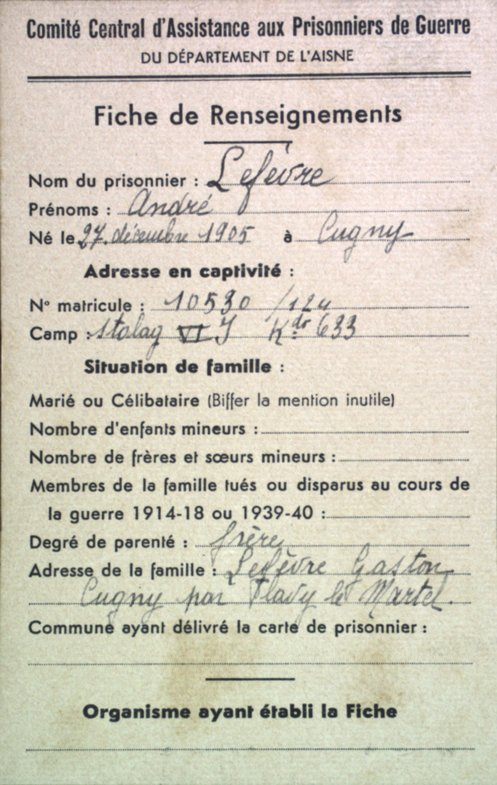 Comité Central d'Assistance aux Prisonniers de Guerre
DU DÉPARTEMENT DE L'AISNE
Fiche de Renseignements
Nom du prisonnier : Lefèvre
Prénoms : André
Né le 27 décembre 1905 à Cugny
Adresse en captivité :
N° matricule : 10530 /124
Camp : Stalag VI J Kdo 633
Situation de famille :
Marié ou Célibataire (Biffer la mention inutile)
Nombre d'enfants mineurs :
Nombre de frères et sœurs mineurs :
Membres de la famille tués ou disparus au cours de
la guerre 1914-18 ou 1939-40 :
Degré de parenté : frère
Adresse de la famille : Lefèvre Gaston
Cugny par Flavy le Martel.
Commune ayant délivré la carte de prisonnier :
Organisme ayant établi la Fiche